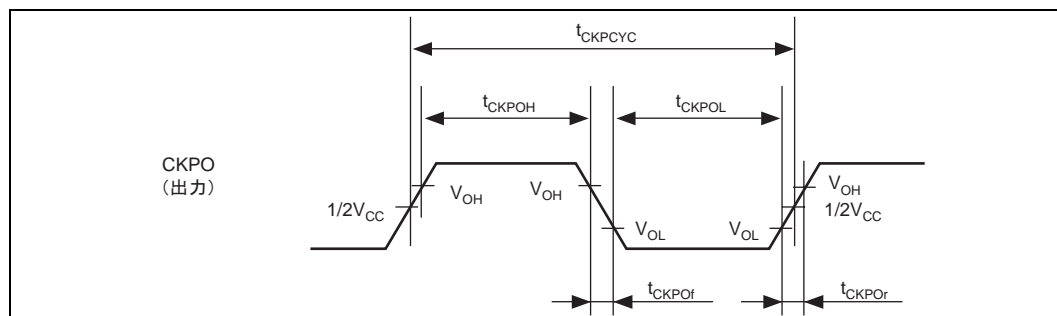 tCKPCYC
tCKPOH
tCKPOL
CKPO
（出力）
VOH
VOH
VOH
1/2VCC
1/2VCC
VOL
VOL
tCKPOf
tCKPOr